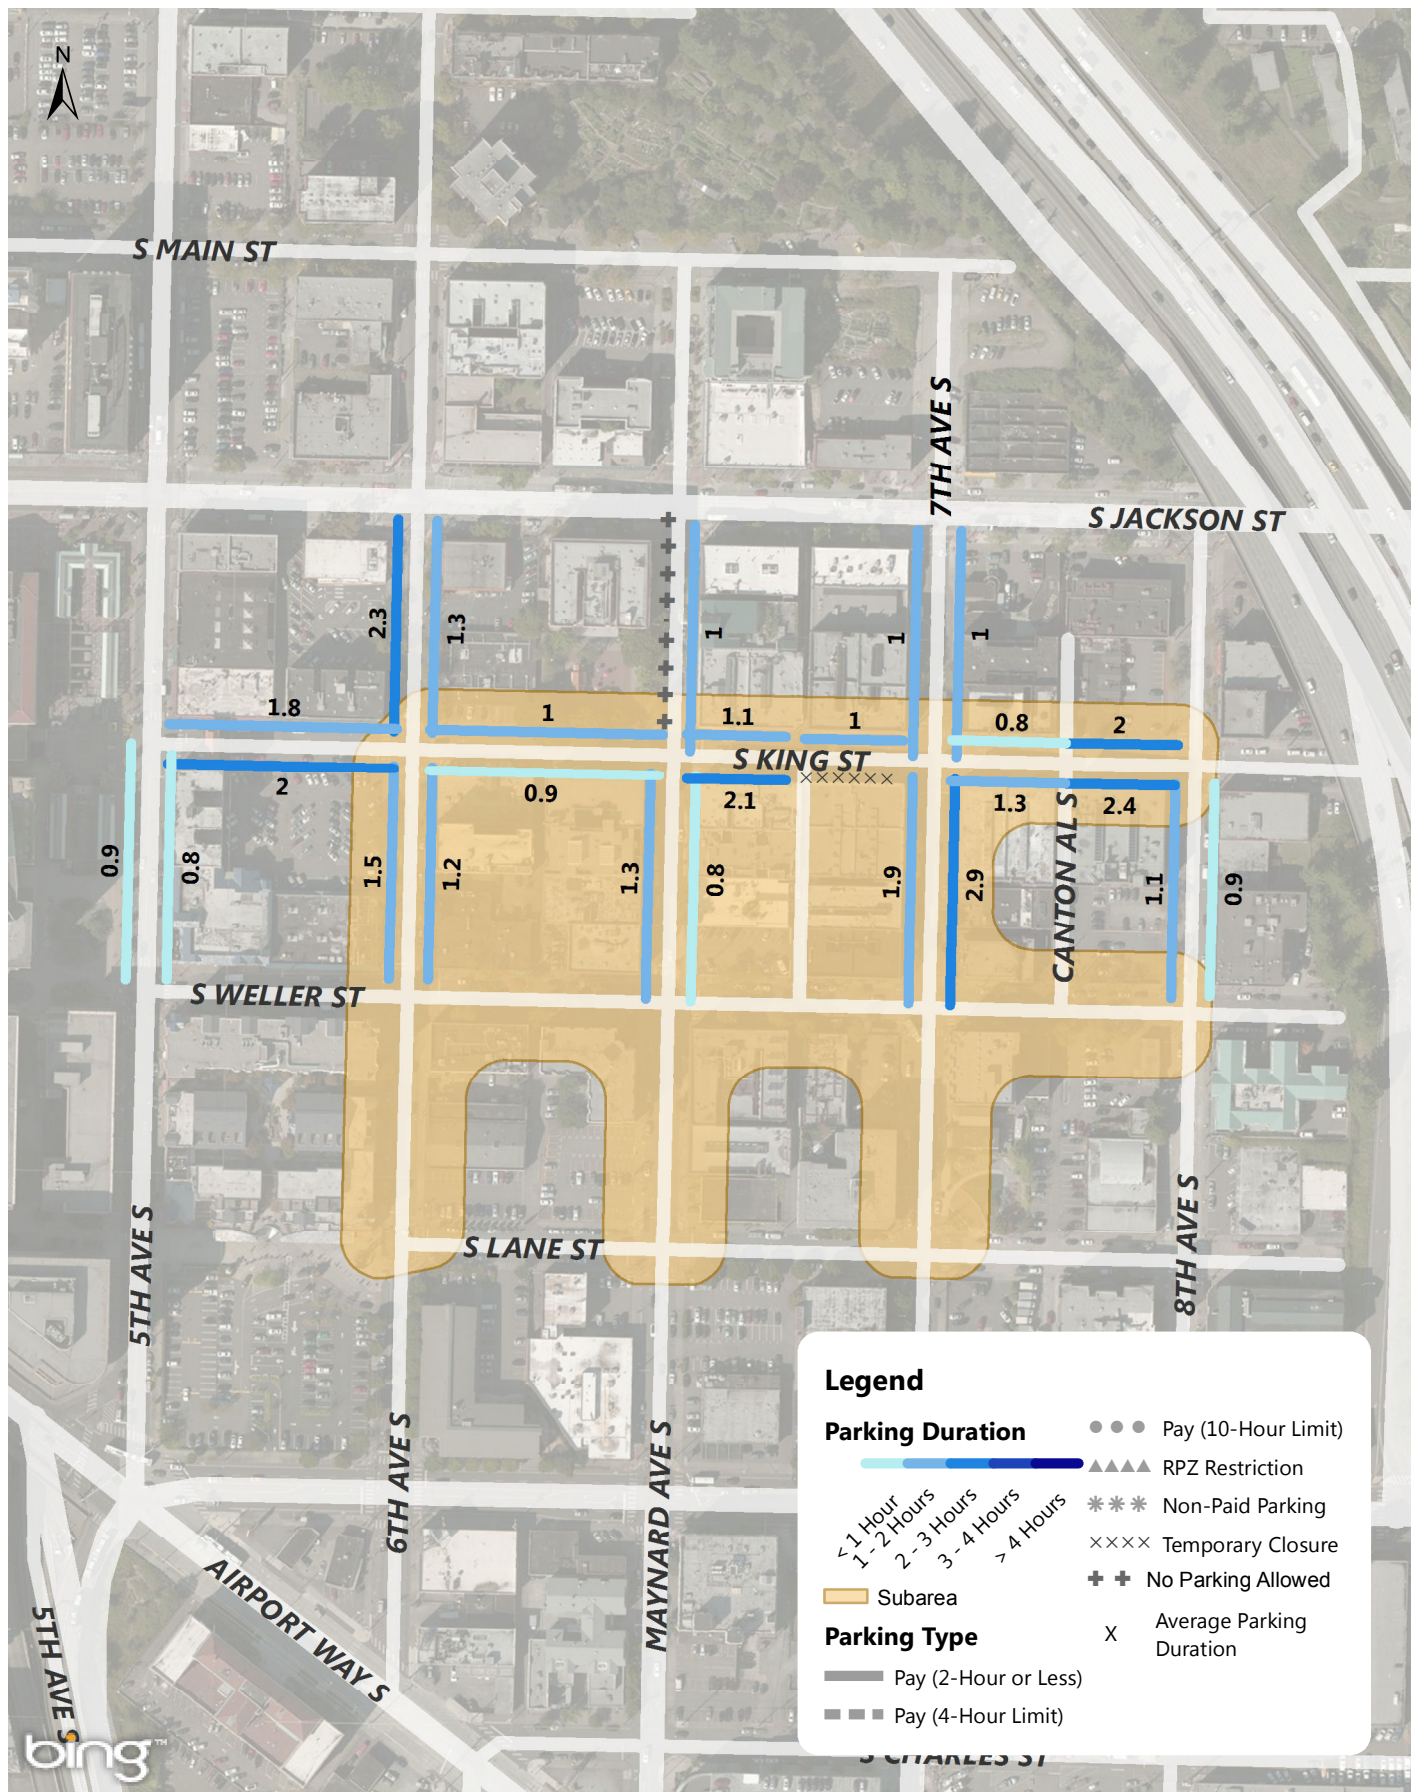 N
S MAIN ST
7TH AVE S
S JACKSON ST
2.3
1.3
1
1
1
1.8
1
1.1
1
0.8
2
S KING ST
2
0.9
2.1
1.3
2.4
0.9
0.8
1.5
1.2
1.3
0.8
1.9
2.9
CANTON AL S
1.1
0.9
S WELLER ST
S LANE ST
5TH AVE S
8TH AVE S
6TH AVE S
MAYNARD AVE S
AIRPORT WAY S
5TH AVE S
S CHARLES ST
Legend
Parking Duration
< 1 Hour
1 - 2 Hours
2 - 3 Hours
3 - 4 Hours
> 4 Hours
Subarea
Parking Type
Pay (2-Hour or Less)
Pay (4-Hour Limit)
Pay (10-Hour Limit)
RPZ Restriction
Non-Paid Parking
Temporary Closure
No Parking Allowed
X Average Parking
Duration
bing™